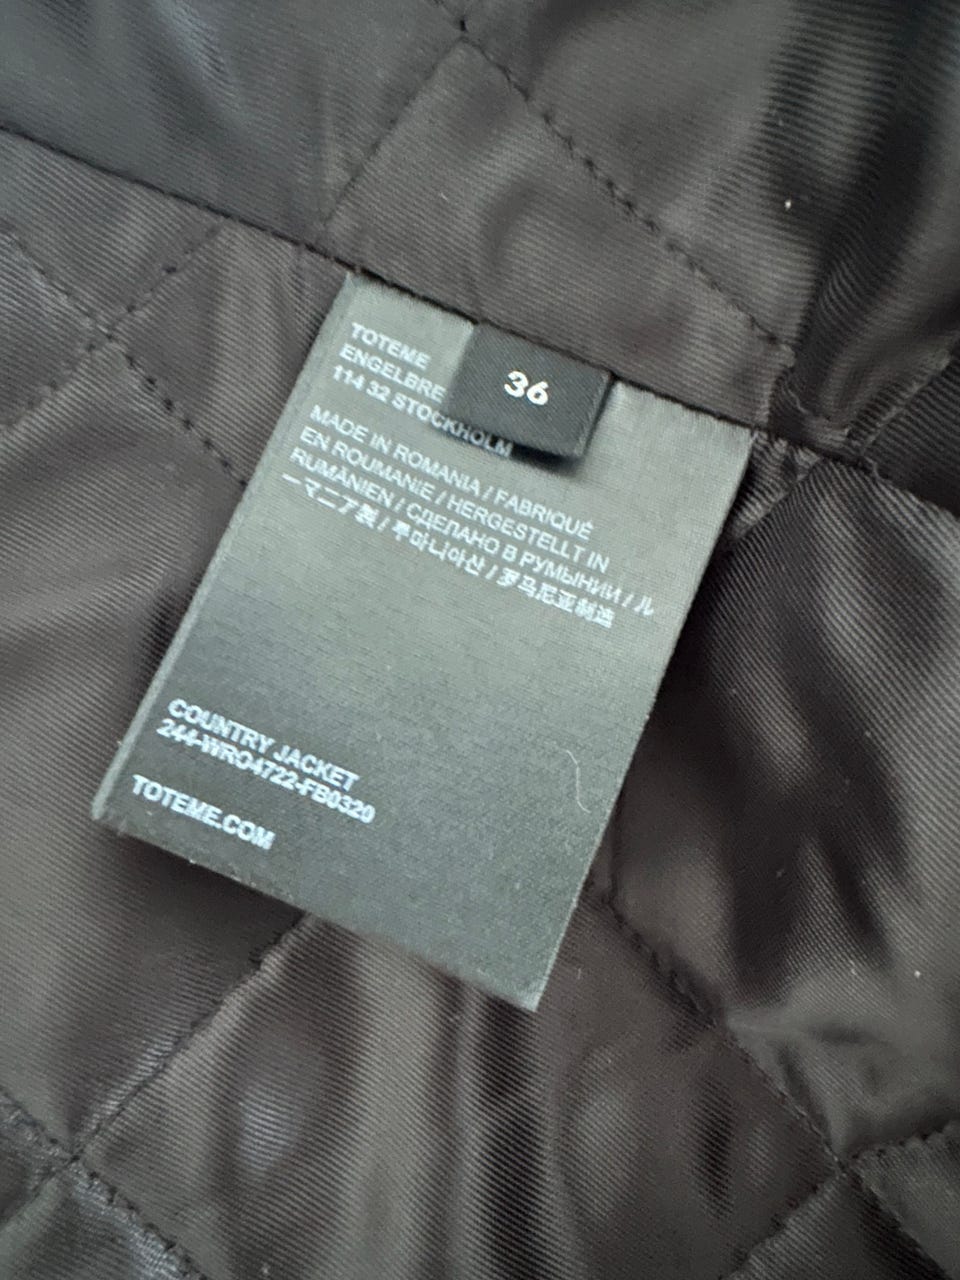 36
TOTEME
ENGELBRE
114 32 STOCKHOLM
MADE IN ROMANIA / FABRIQUÉ
EN ROUMANIE / HERGESTELLT IN
RUMÄNIEN / СДЕЛАНО В РУМЫНИИ / ル
ーマニア製 / 루마니아산 / 罗马尼亚制造
COUNTRY JACKET
244-WRO4722-FB0320
TOTEME.COM